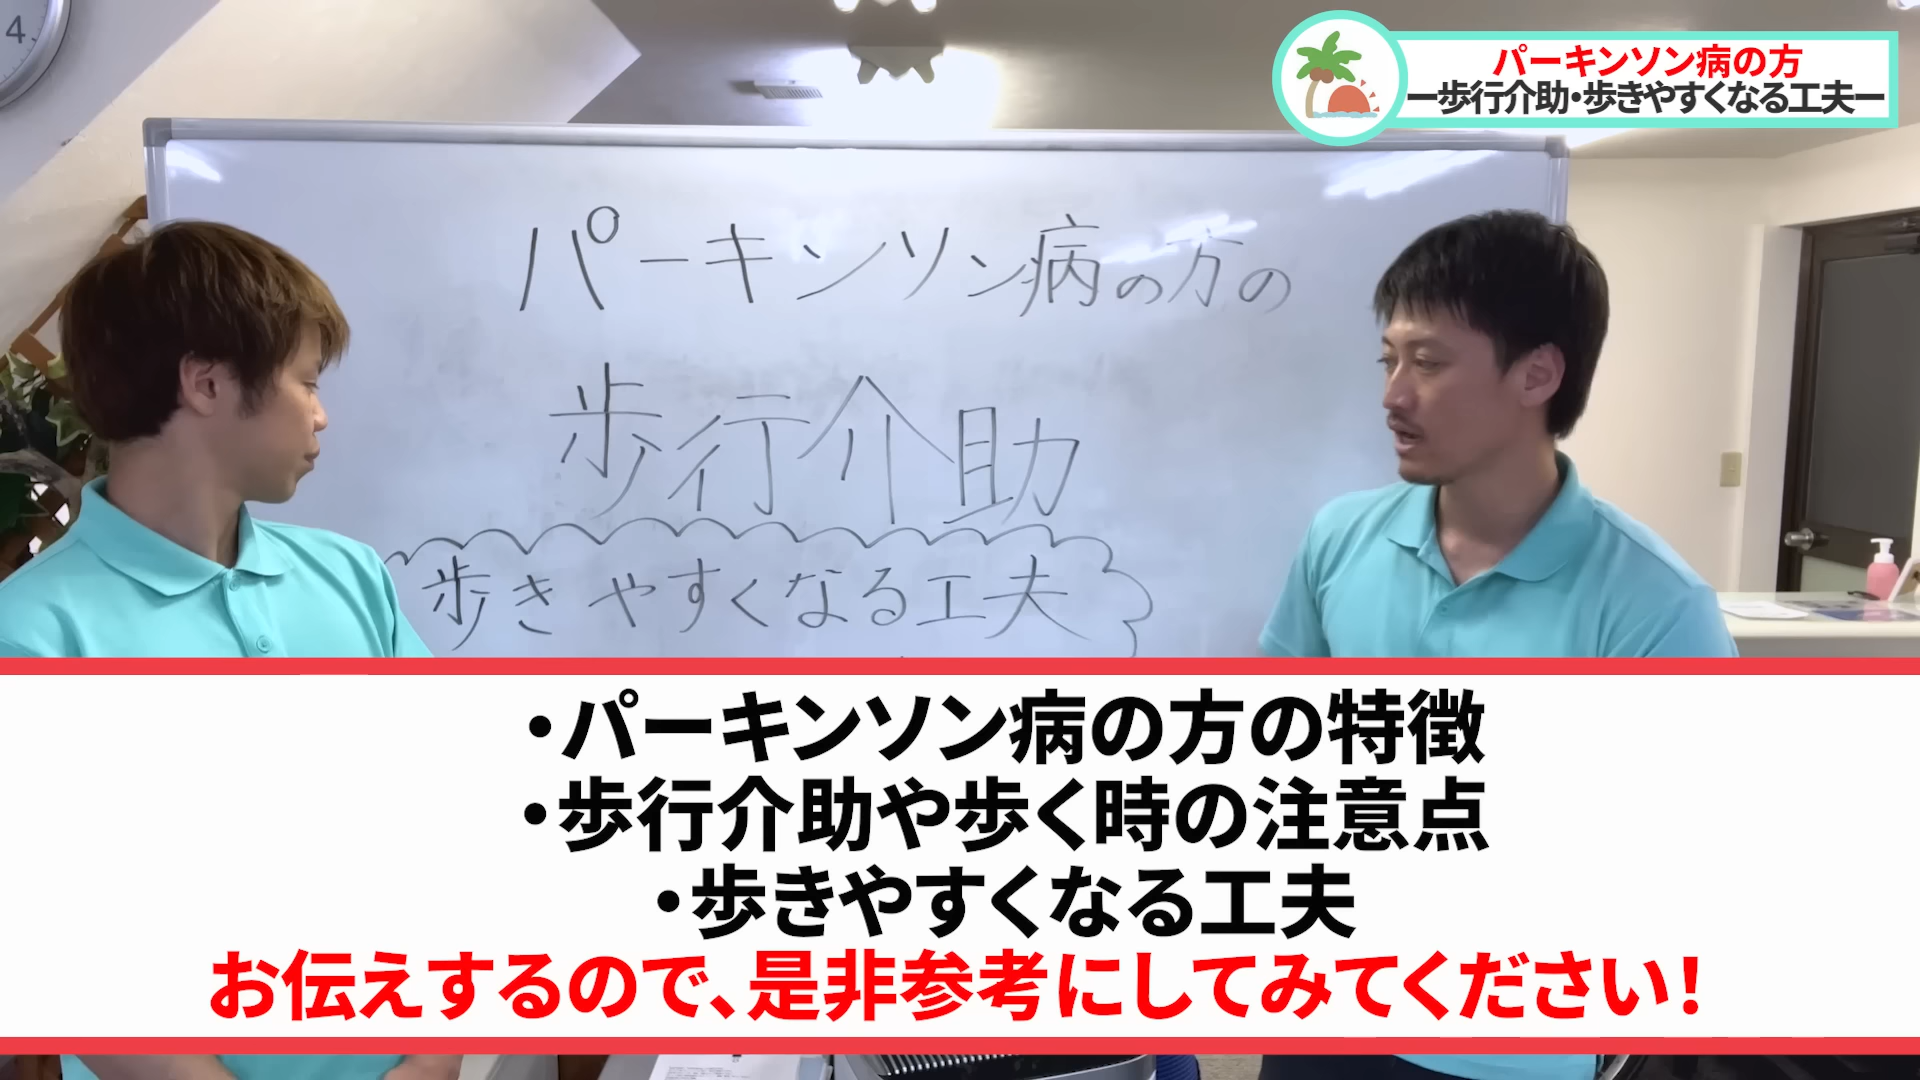 4
パーキンソン病の方
ー歩行介助・歩きやすくなる工夫ー
パーキンソン病の方の
歩行介助
歩きやすくなる工夫
・パーキンソン病の方の特徴
・歩行介助や歩く時の注意点
・歩きやすくなる工夫
お伝えするので、是非参考にしてみてください！